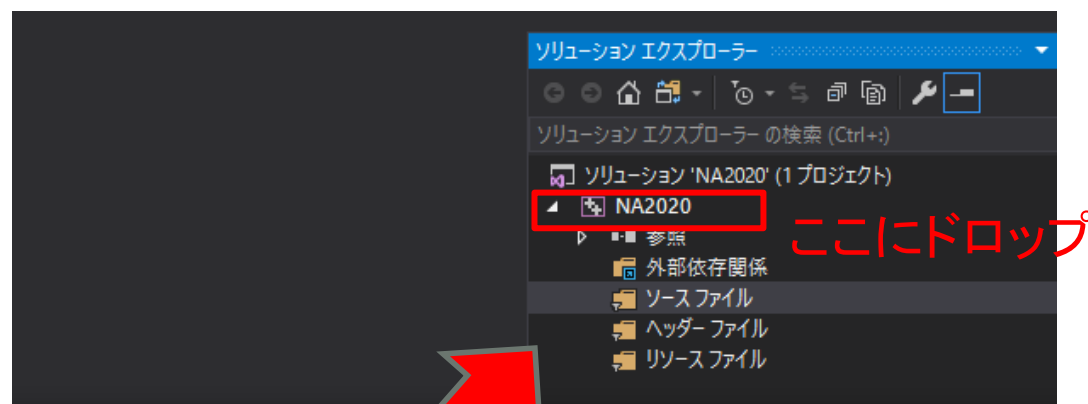 ソリューション エクスプローラー
ソリューション エクスプローラー の検索 (Ctrl+:)
ソリューション 'NA2020' (1 プロジェクト)
NA2020
参照
ここにドロップ
外部依存関係
ソース ファイル
ヘッダー ファイル
リソース ファイル